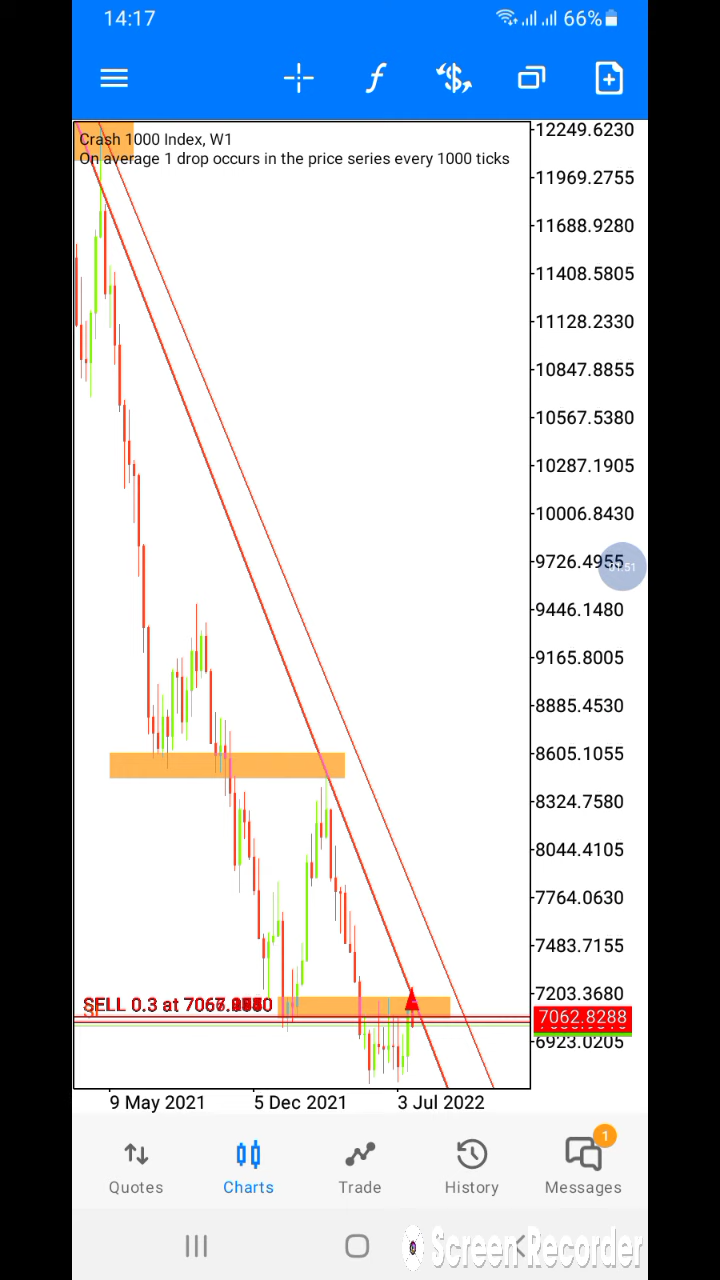 14:17
66%
Crash 1000 Index, W1
On average 1 drop occurs in the price series every 1000 ticks
12249.6230
11969.2755
11688.9280
11408.5805
11128.2330
10847.8855
10567.5380
10287.1905
10006.8430
9726.4955
9446.1480
9165.8005
8885.4530
8605.1055
8324.7580
8044.4105
7764.0630
7483.7155
7203.3680
SELL 0.3 at
7062.8288
6923.0205
9 May 2021
5 Dec 2021
3 Jul 2022
1
Quotes
Charts
Trade
History
Messages
Screen Recorder